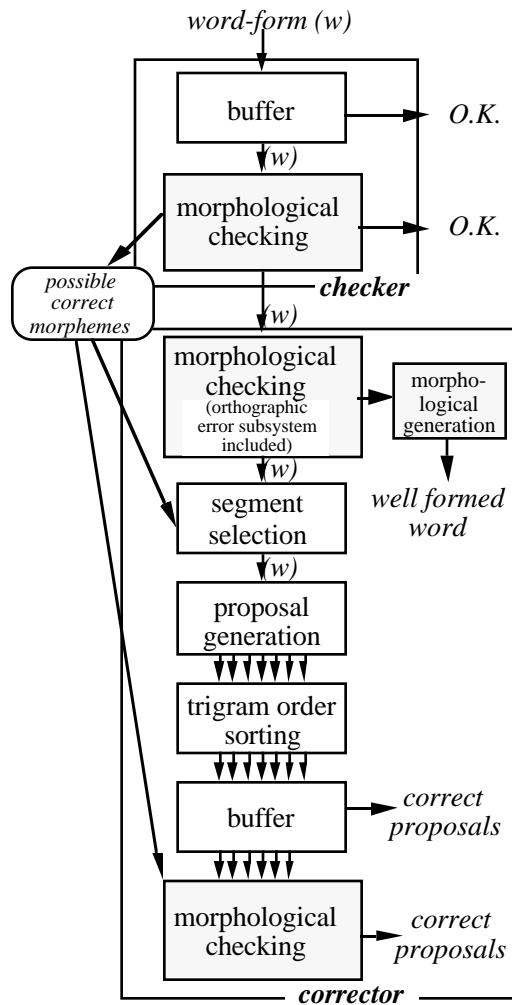 word-form (w)
buffer
O.K.
(w)
morphological
checking
O.K.
possible
correct
morphemes
checker
(w)
morphological
checking
(orthographic
error subsystem
included)
morpho-
logical
generation
(w)
well formed
word
segment
selection
(w)
proposal
generation
trigram order
sorting
buffer
correct
proposals
morphological
checking
correct
proposals
corrector